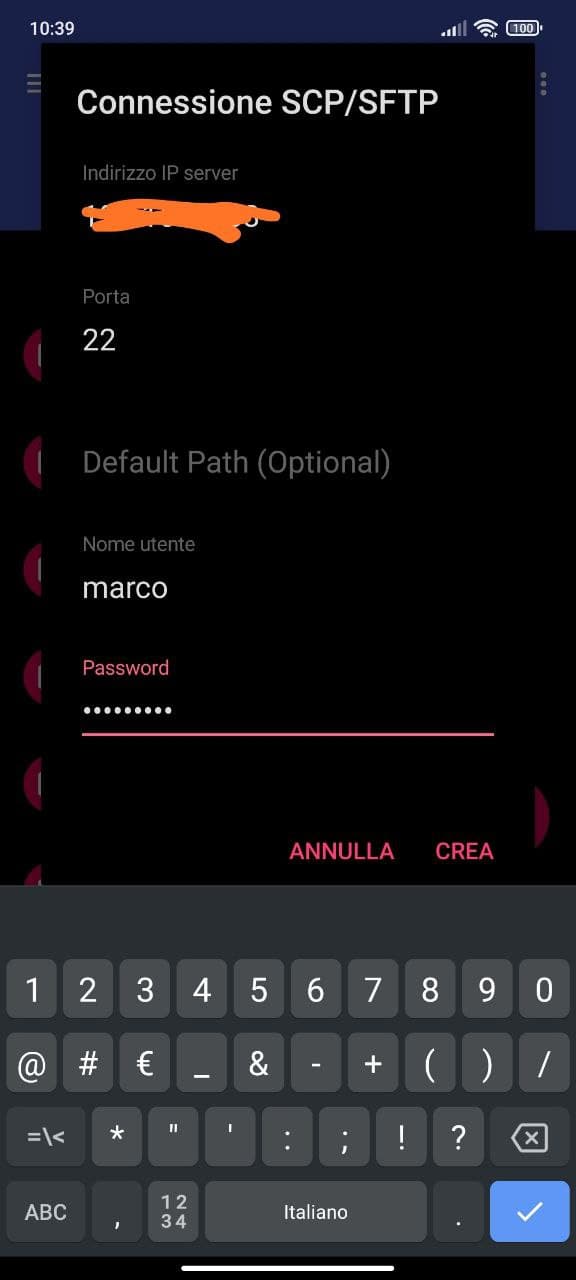 10:39
100
Connessione SCP/SFTP
Indirizzo IP server
Porta
22
Default Path (Optional)
Nome utente
marco
Password
•••••••••
ANNULLA CREA
1 2 3 4 5 6 7 8 9 0
@ # € _ & - + ( ) /
=\< * " ' : ; ! ?
ABC , 12 34 Italiano .